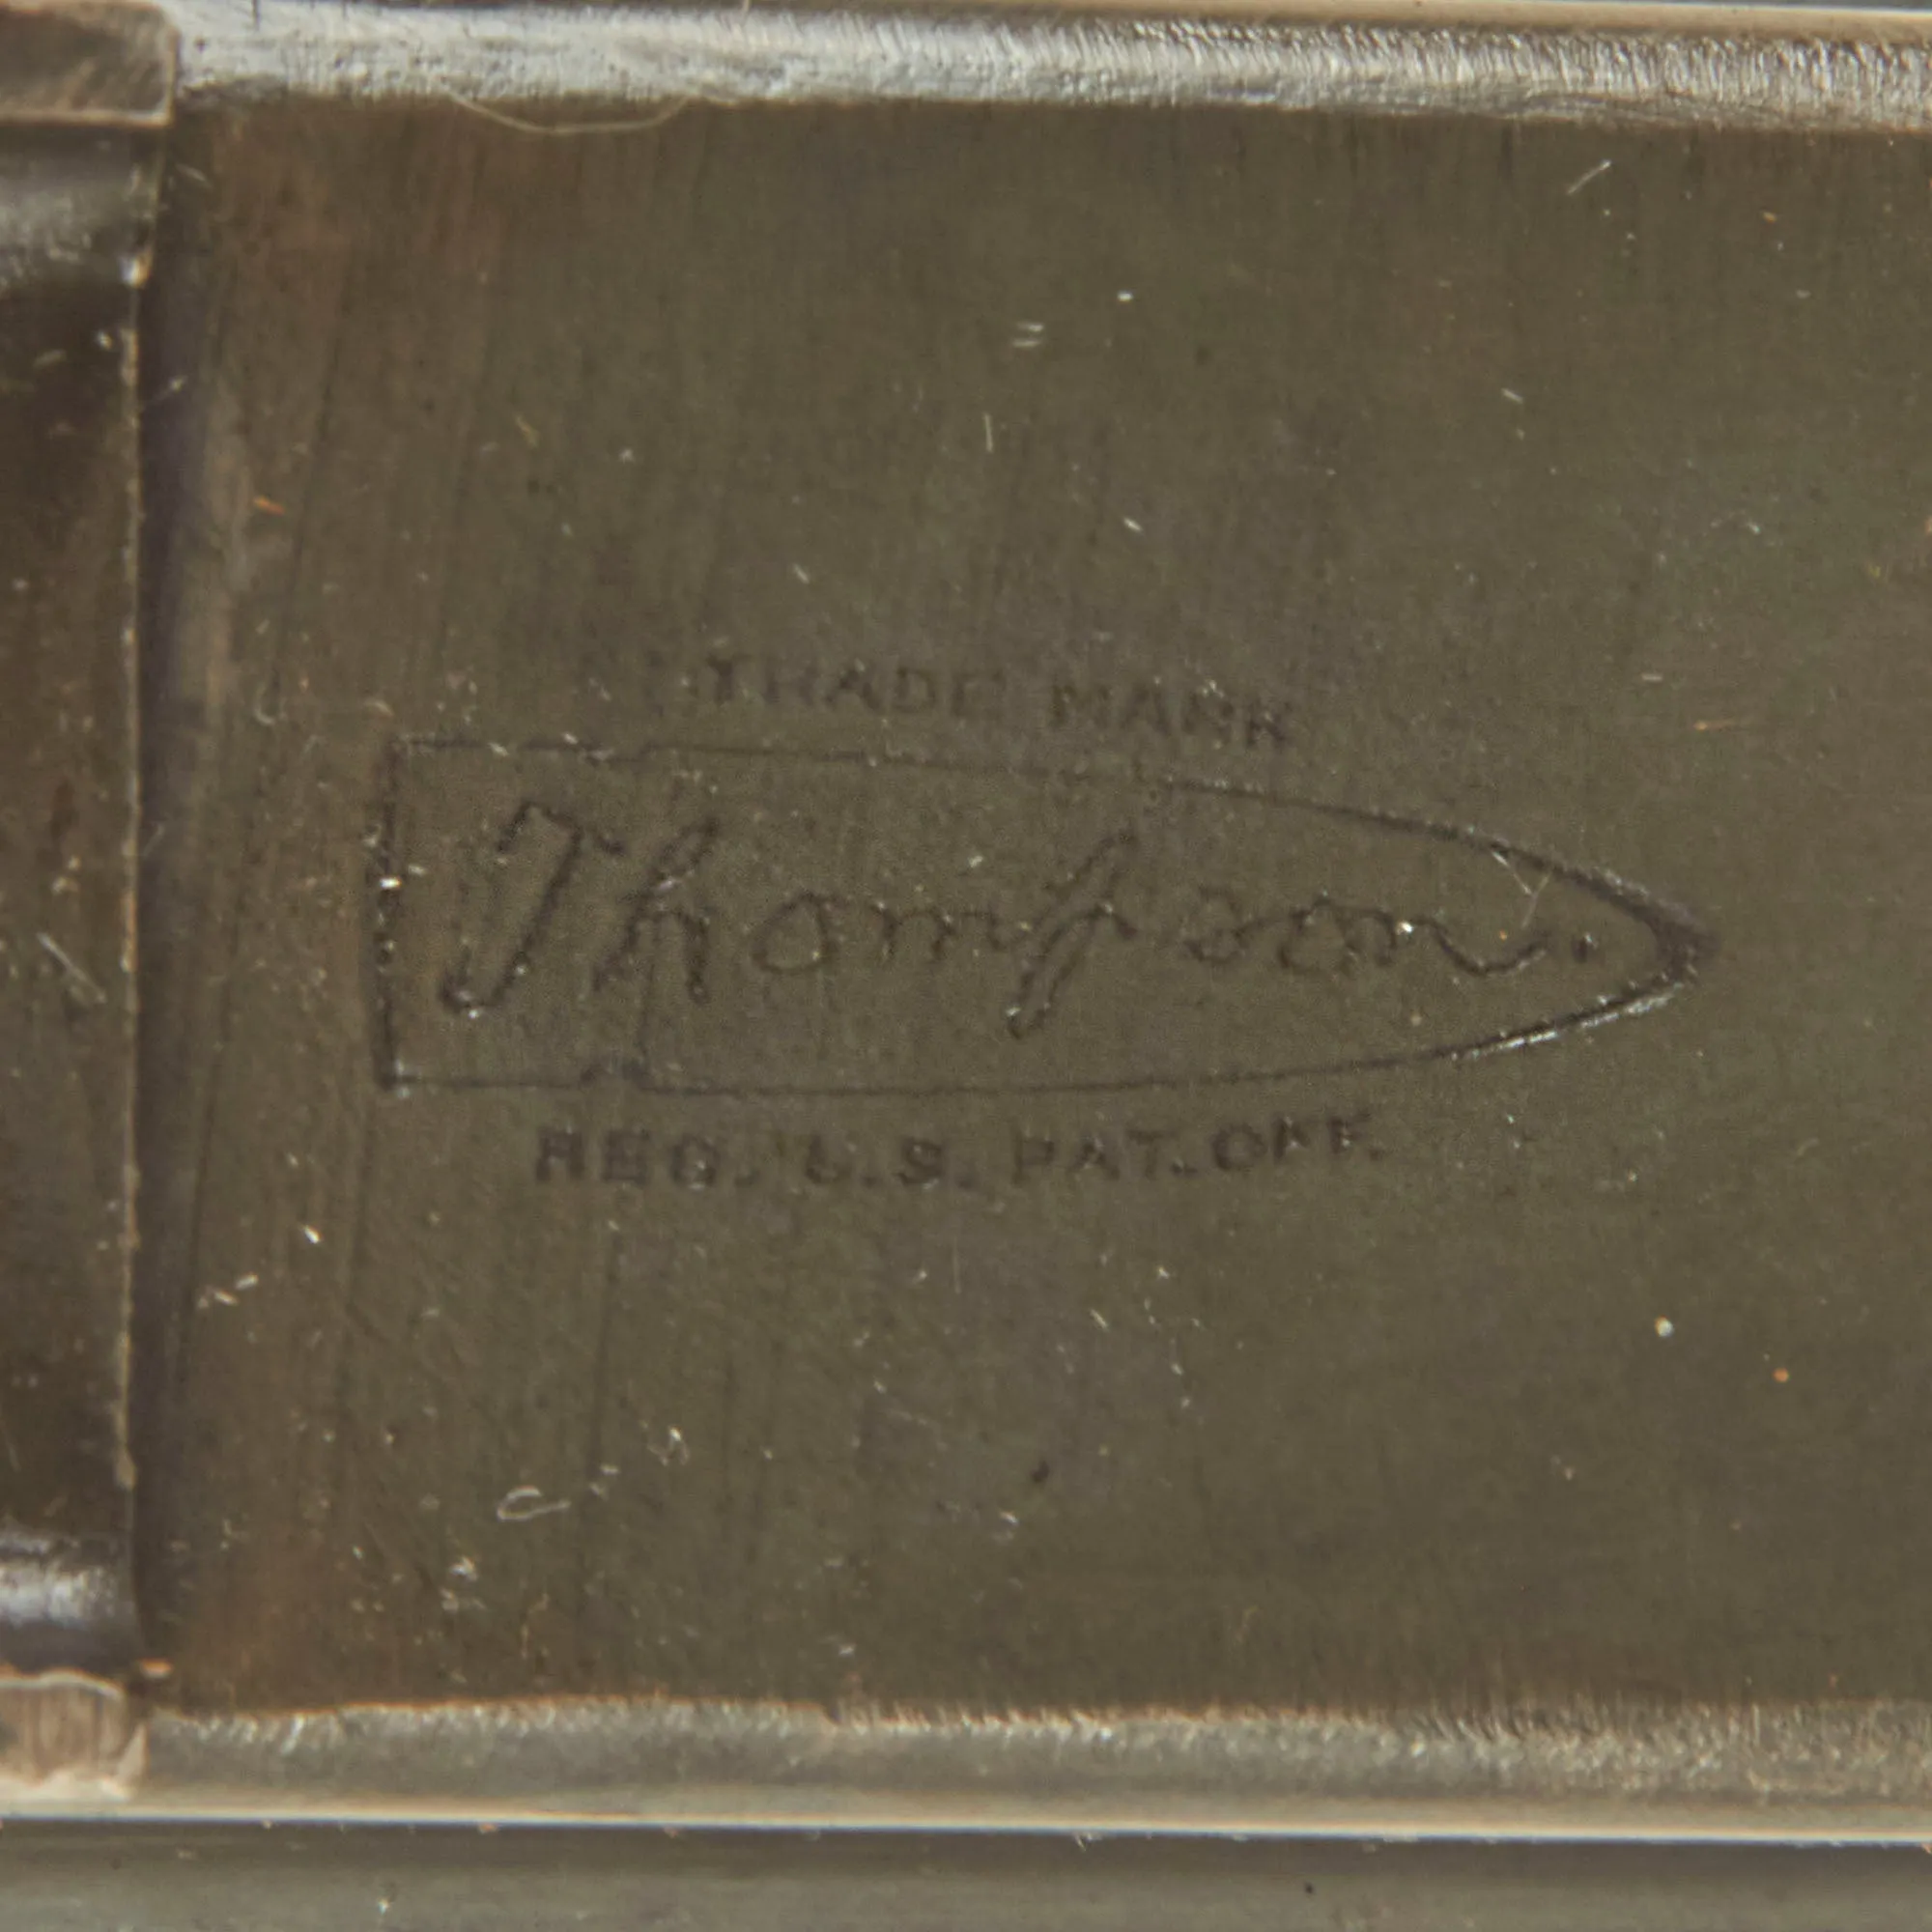 TRADE MARK
Thompson.
REG. U.S. PAT. OFF.